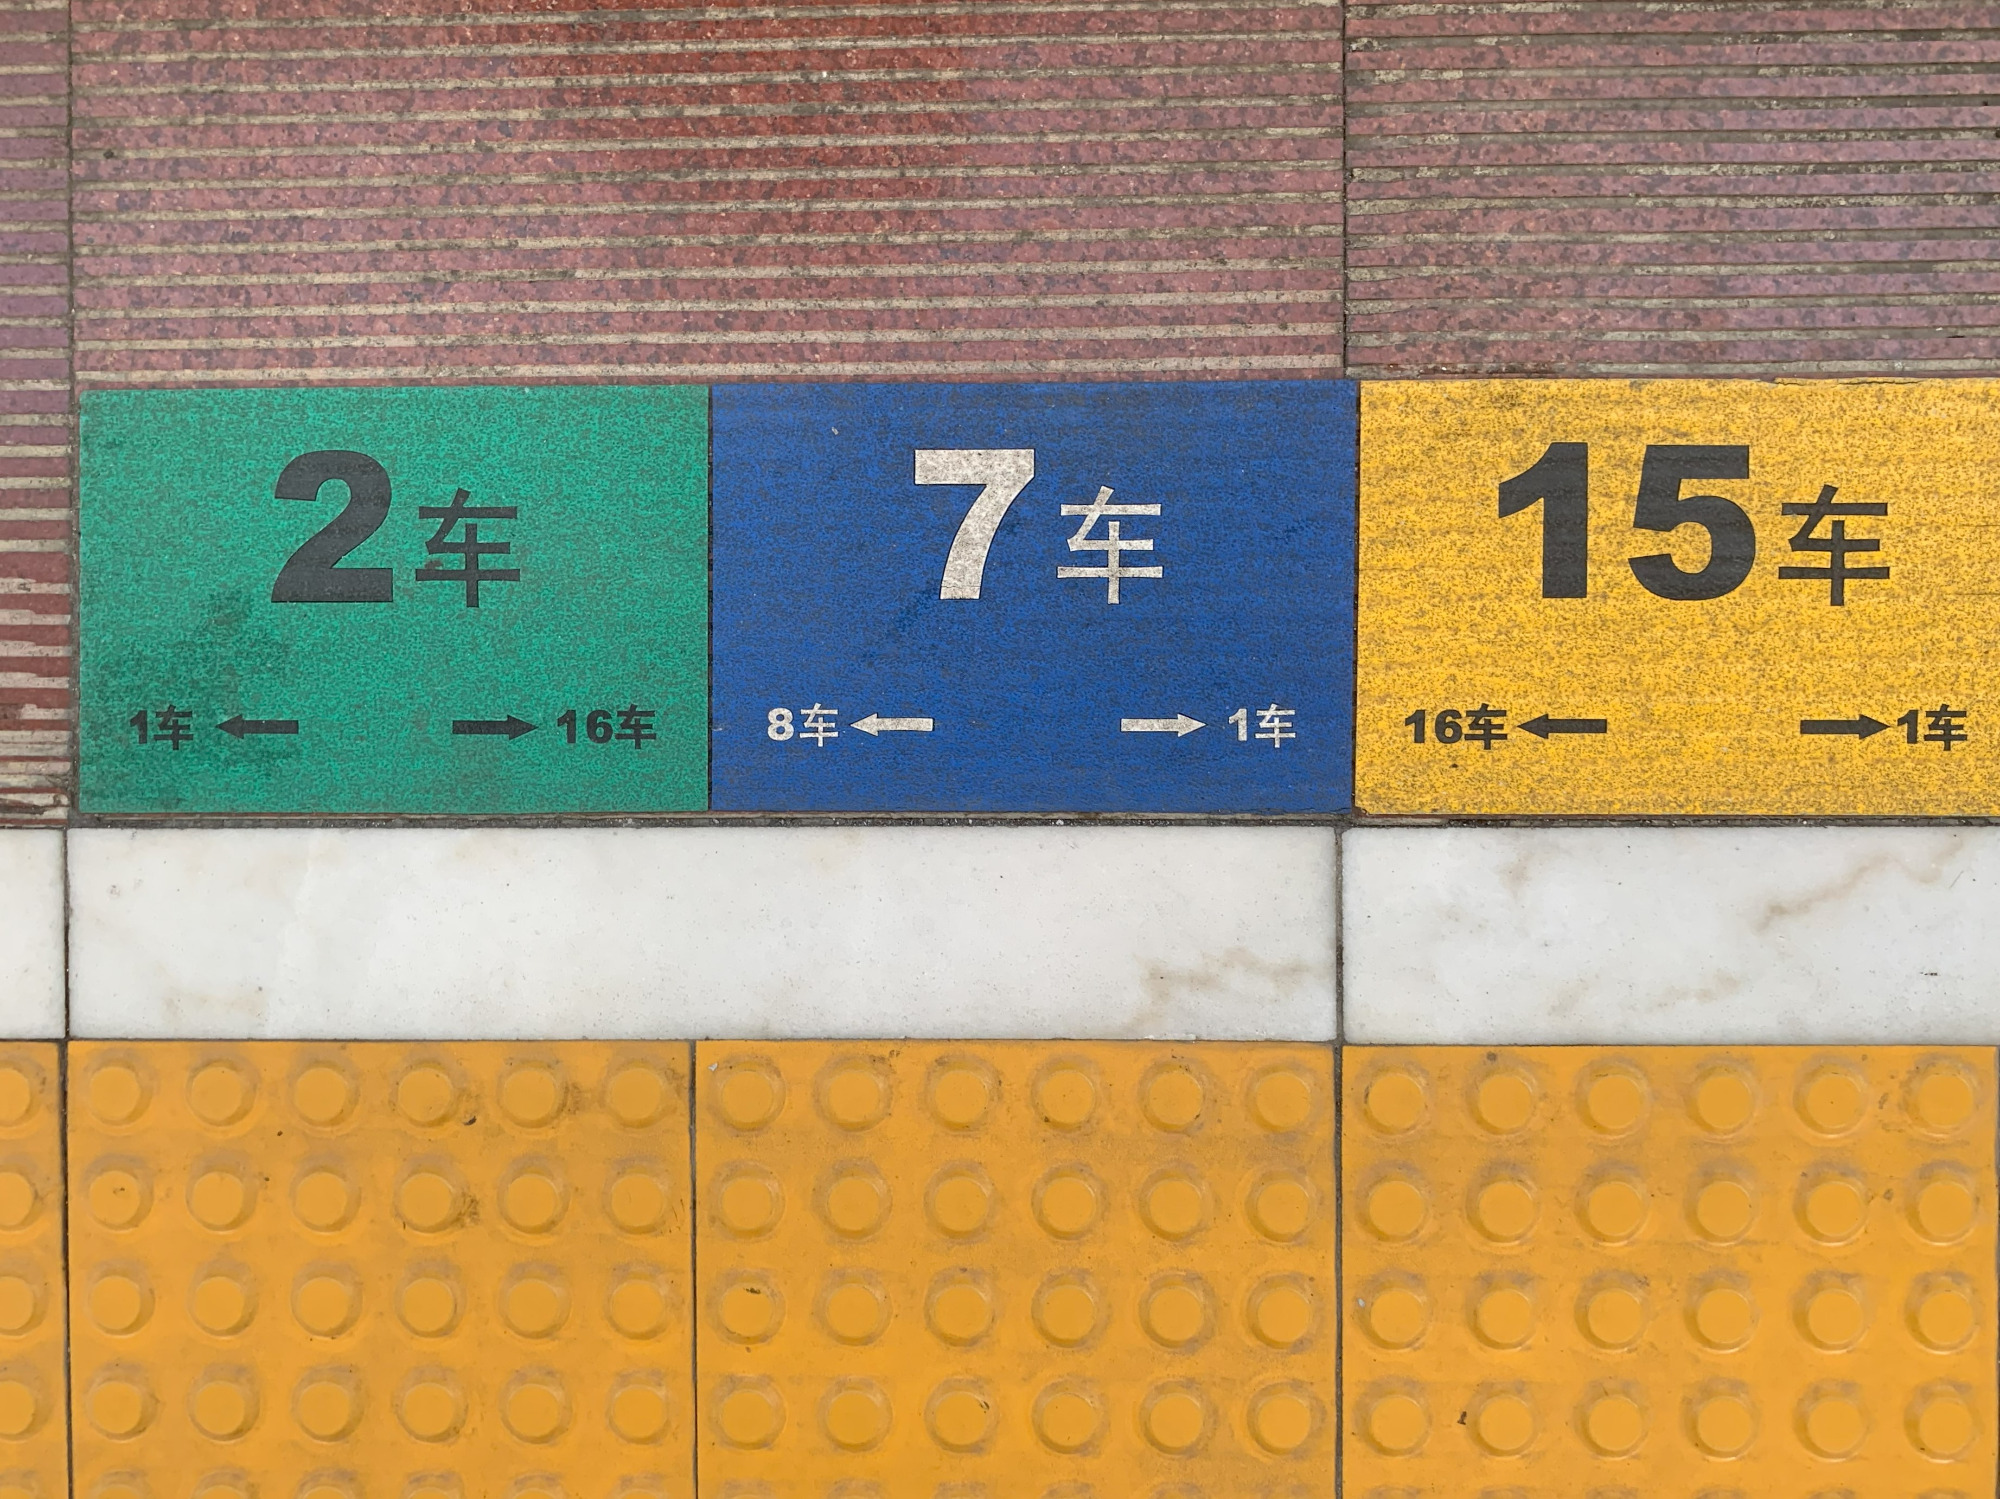 2车
1车 ← → 16车
7车
8车 ← → 1车
15车
16车 ← → 1车